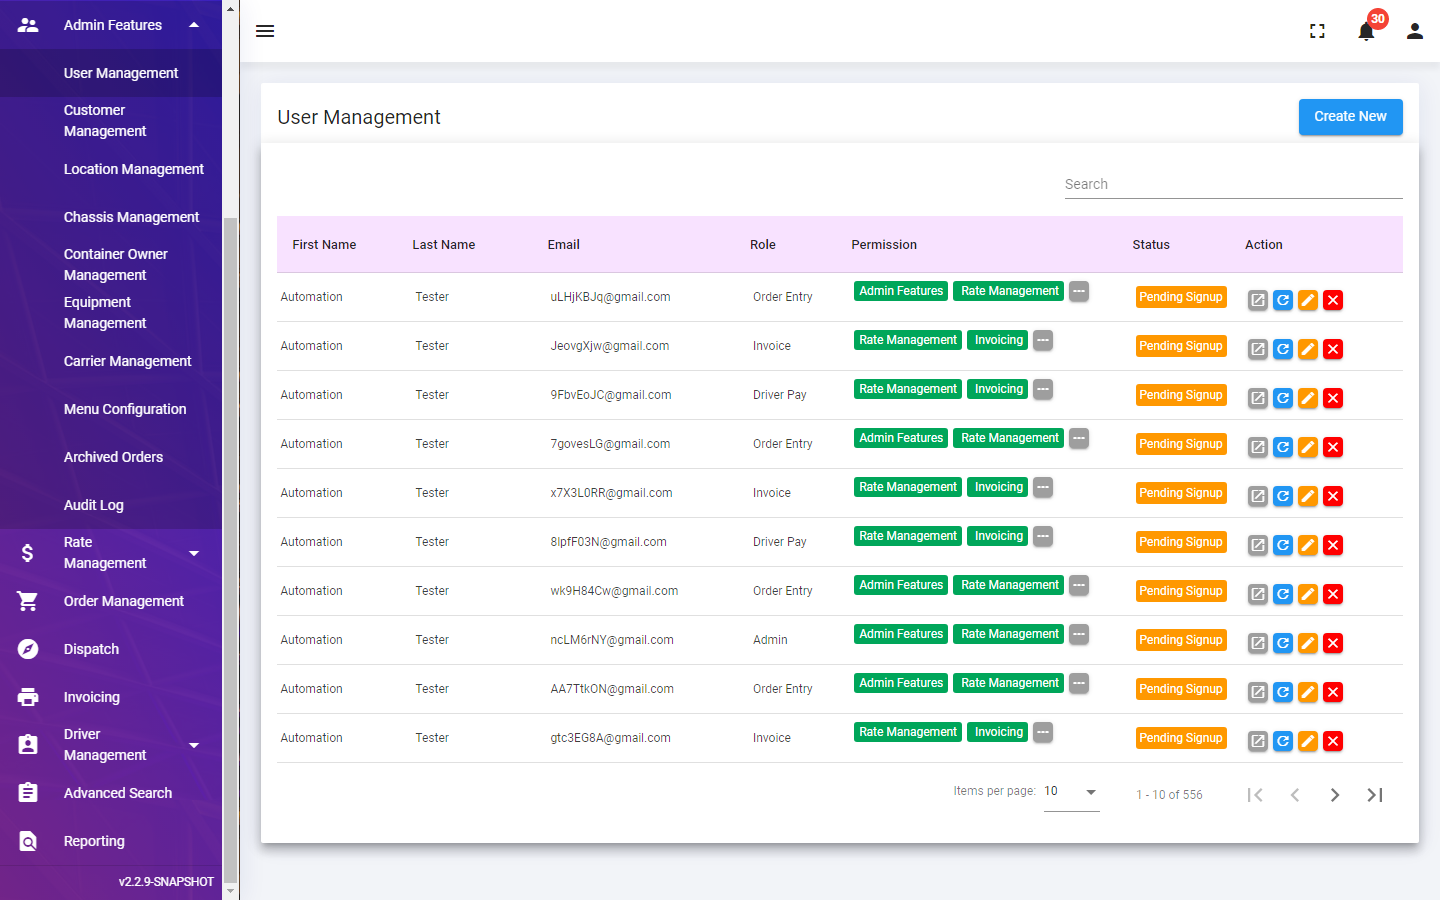 Admin Features
User Management
Customer
Management
Location Management
Chassis Management
Container Owner
Management
Equipment
Management
Carrier Management
Menu Configuration
Archived Orders
Audit Log
Rate
Management
Order Management
Dispatch
Invoicing
Driver
Management
Advanced Search
Reporting
v2.2.9-SNAPSHOT
30
User Management
Create New
Search
First Name Last Name Email Role Permission Status Action
Automation Tester uLHjKBJq@gmail.com Order Entry Admin Features Rate Management --- Pending Signup
Automation Tester JeovgXjw@gmail.com Invoice Rate Management Invoicing --- Pending Signup
Automation Tester 9FbvEoJC@gmail.com Driver Pay Rate Management Invoicing --- Pending Signup
Automation Tester 7govesLG@gmail.com Order Entry Admin Features Rate Management --- Pending Signup
Automation Tester x7X3L0RR@gmail.com Invoice Rate Management Invoicing --- Pending Signup
Automation Tester 8lpfF03N@gmail.com Driver Pay Rate Management Invoicing --- Pending Signup
Automation Tester wk9H84Cw@gmail.com Order Entry Admin Features Rate Management --- Pending Signup
Automation Tester ncLM6rNY@gmail.com Admin Admin Features Rate Management --- Pending Signup
Automation Tester AA7TtkON@gmail.com Order Entry Admin Features Rate Management --- Pending Signup
Automation Tester gtc3EG8A@gmail.com Invoice Rate Management Invoicing --- Pending Signup
Items per page: 10 1 - 10 of 556